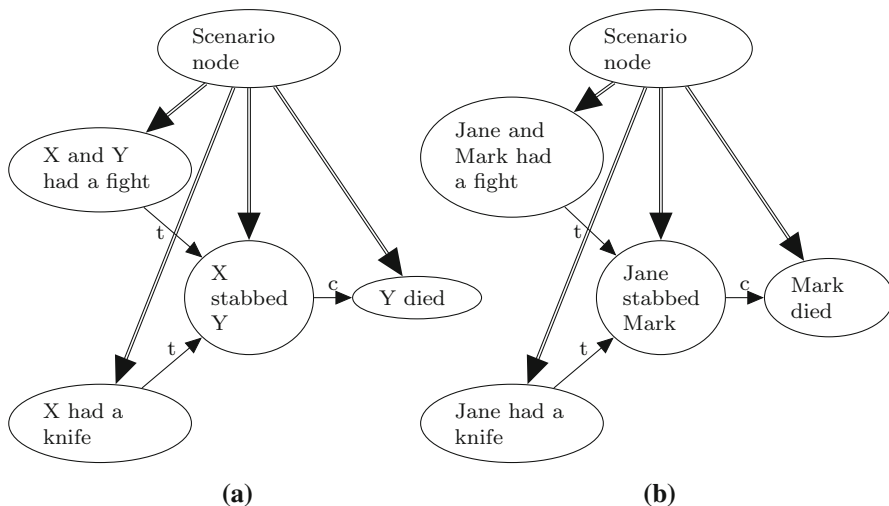 Scenario
node
X and Y
had a fight
t
X
stabbed
Y
c
Y died
t
X had a
knife
(a)
Scenario
node
Jane and
Mark had
a fight
t
Jane
stabbed
Mark
c
Mark
died
t
Jane had a
knife
(b)